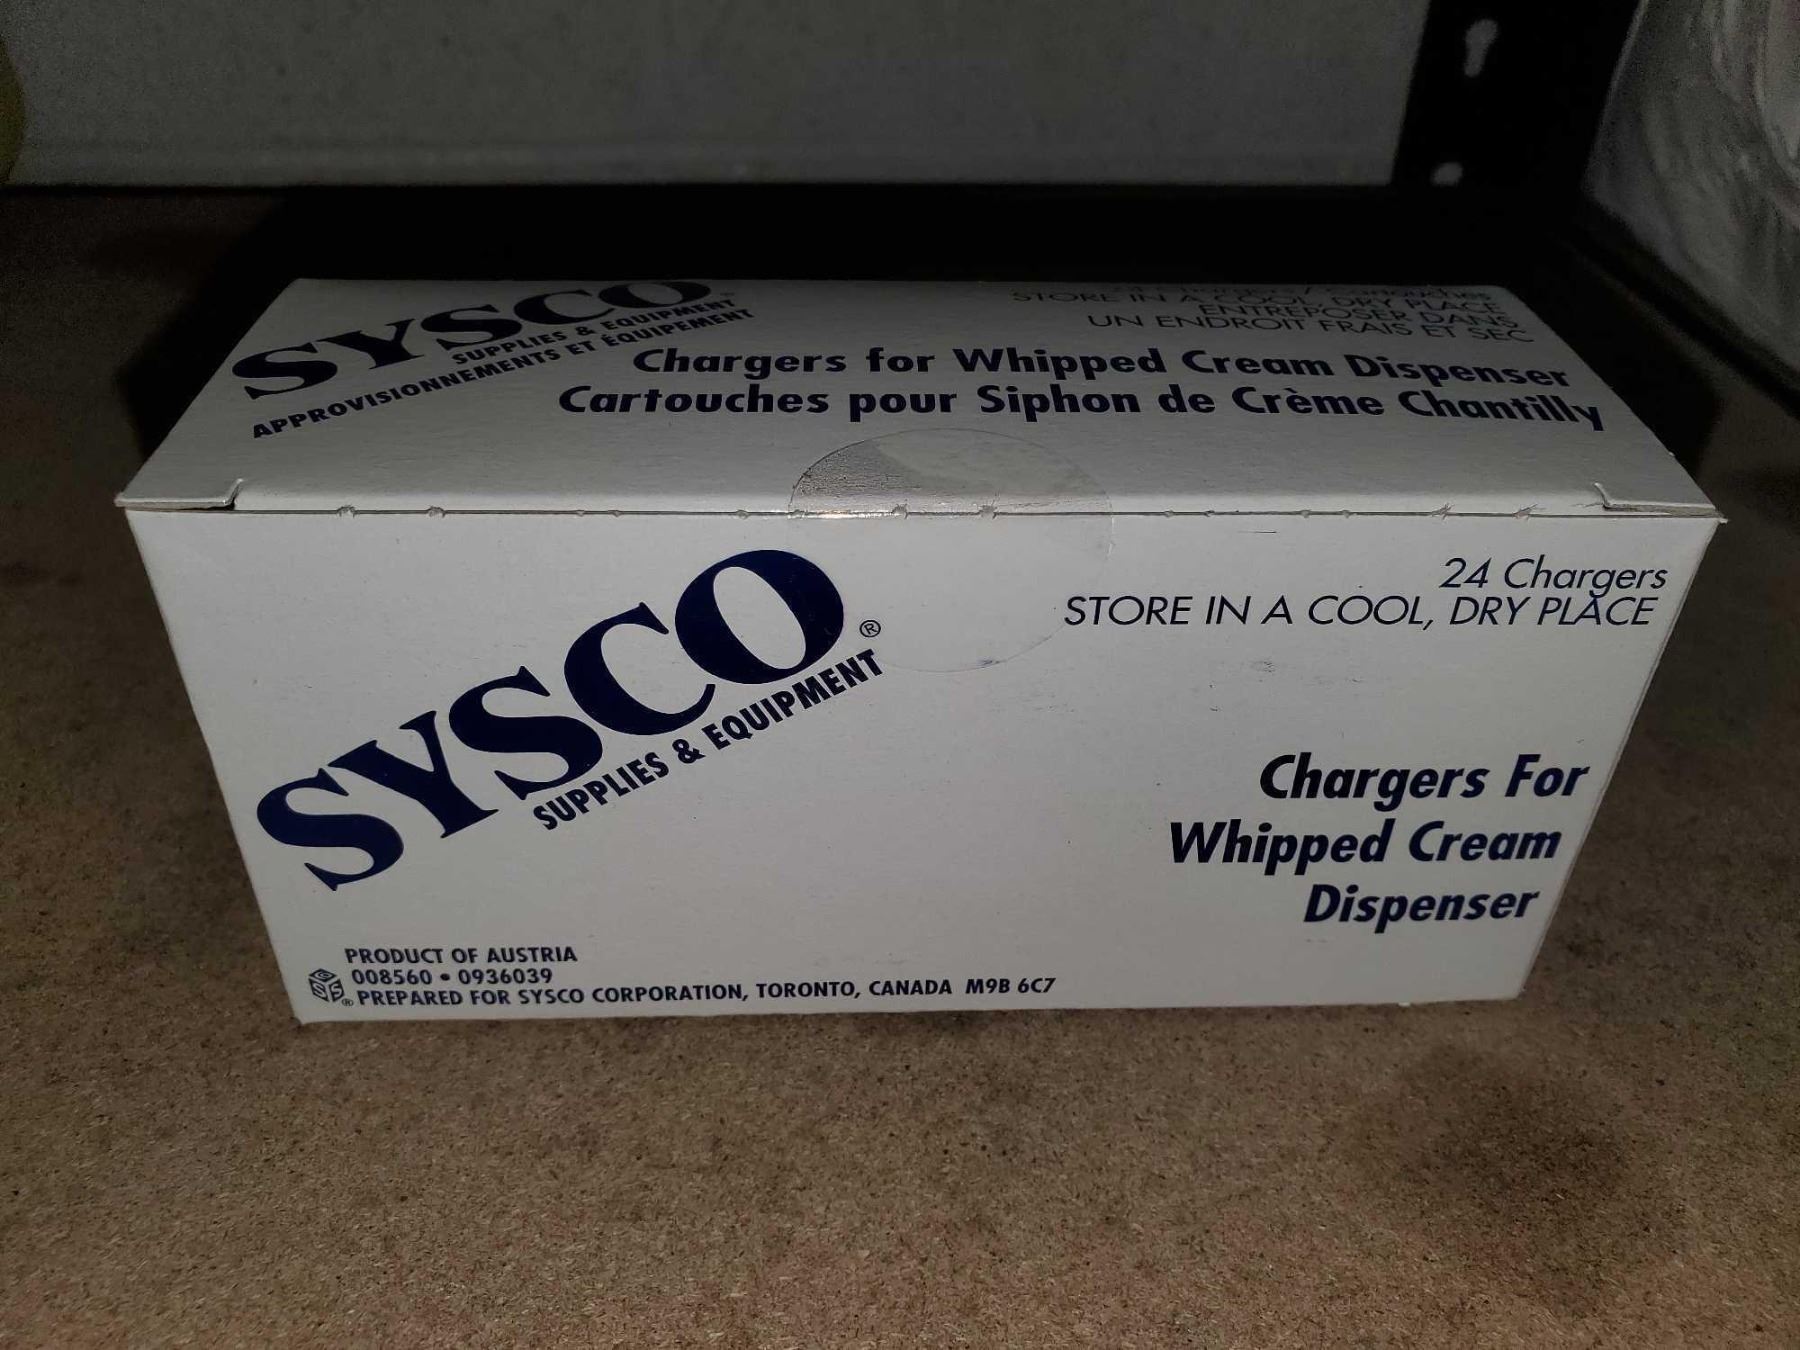 SYSCO
SUPPLIES & EQUIPMENT
APPROVISIONNEMENTS ET ÉQUIPEMENT
STORE IN A COOL, DRY PLACE
ENTREPOSER DANS
UN ENDROIT FRAIS ET SEC
Chargers for Whipped Cream Dispenser
Cartouches pour Siphon de Crème Chantilly
SYSCO®
SUPPLIES & EQUIPMENT
24 Chargers
STORE IN A COOL, DRY PLACE
Chargers For
Whipped Cream
Dispenser
PRODUCT OF AUSTRIA
008560 • 0936039
PREPARED FOR SYSCO CORPORATION, TORONTO, CANADA M9B 6C7